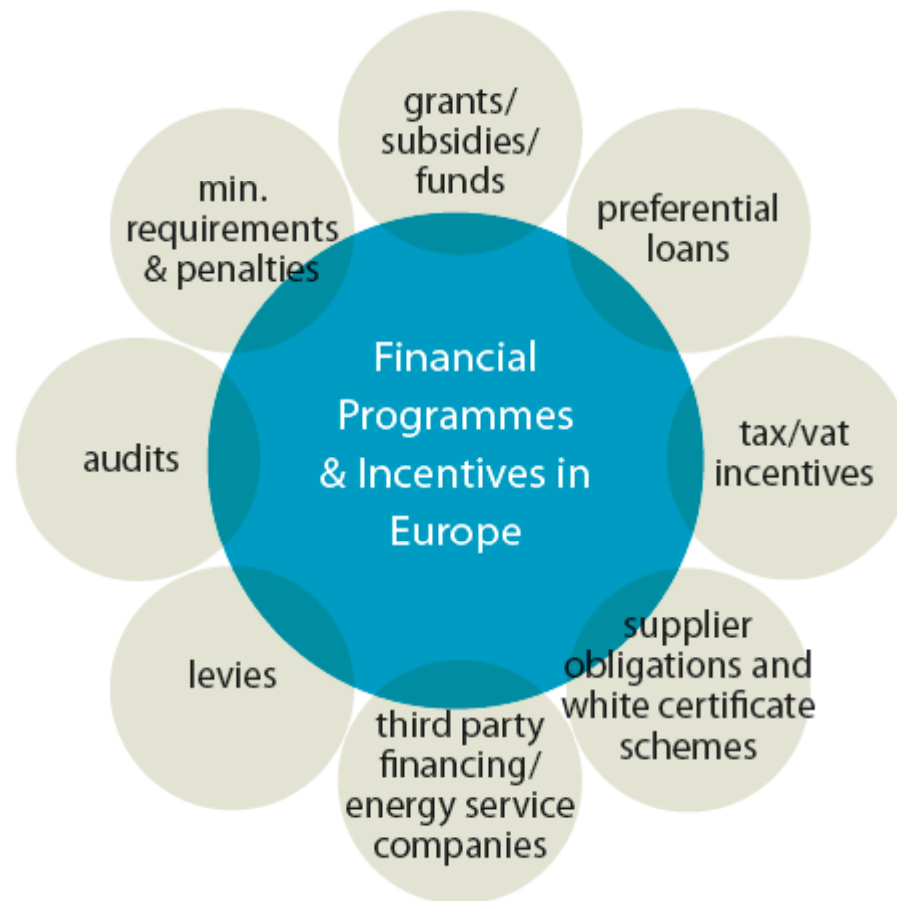 grants/
subsidies/
funds
preferential
loans
tax/vat
incentives
supplier
obligations and
white certificate
schemes
third party
financing/
energy service
companies
levies
audits
min.
requirements
& penalties
Financial
Programmes
& Incentives in
Europe